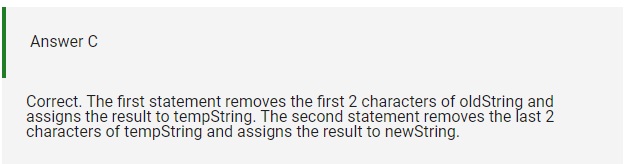 Answer C
Correct. The first statement removes the first 2 characters of oldString and
assigns the result to tempString. The second statement removes the last 2
characters of tempString and assigns the result to newString.